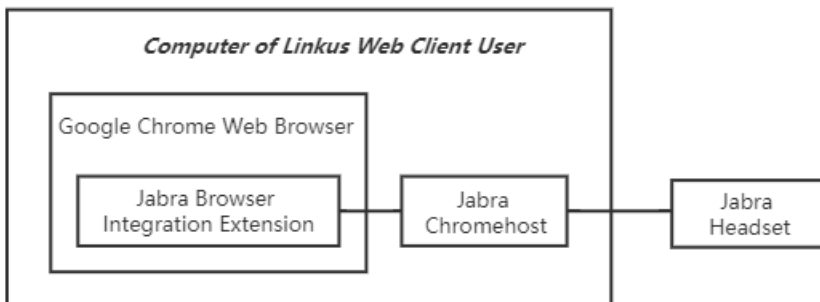 Computer of Linkus Web Client User
Google Chrome Web Browser
Jabra Browser
Integration Extension
Jabra
Chromehost
Jabra
Headset